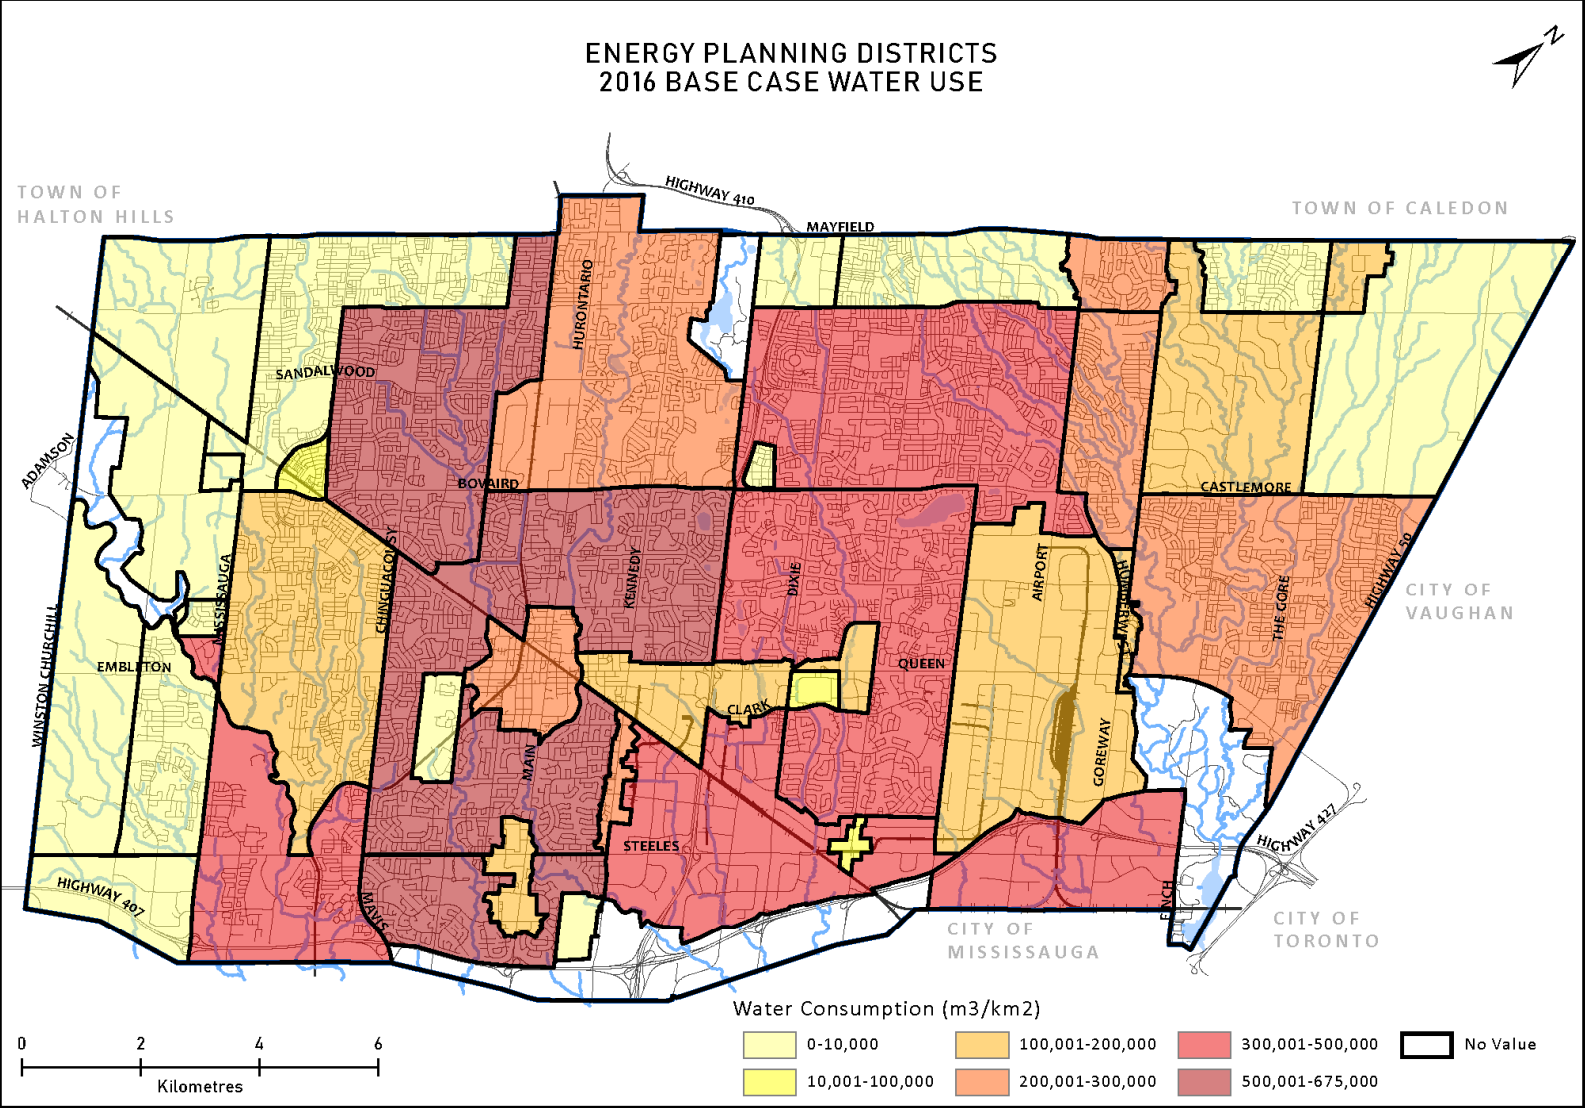 ENERGY PLANNING DISTRICTS
2016 BASE CASE WATER USE
N
TOWN OF
HALTON HILLS
HIGHWAY 410
MAYFIELD
TOWN OF CALEDON
HURONTARIO
SANDALWOOD
ADAMSON
BOVAIRD
CASTLEMORE
CHINGUACOUSY
MISSISSAUGA
KENNEDY
DIXIE
AIRPORT
HUMBERWEST
THE GORE
HIGHWAY 50
CITY OF
VAUGHAN
WINSTON CHURCHILL
EMBLETON
QUEEN
CLARK
MAIN
GOREWAY
STEELES
HIGHWAY 427
HIGHWAY 407
MAVIS
FINCH
CITY OF
MISSISSAUGA
CITY OF
TORONTO
Water Consumption (m3/km2)
0-10,000
100,001-200,000
300,001-500,000
No Value
10,001-100,000
200,001-300,000
500,001-675,000
0 2 4 6
Kilometres